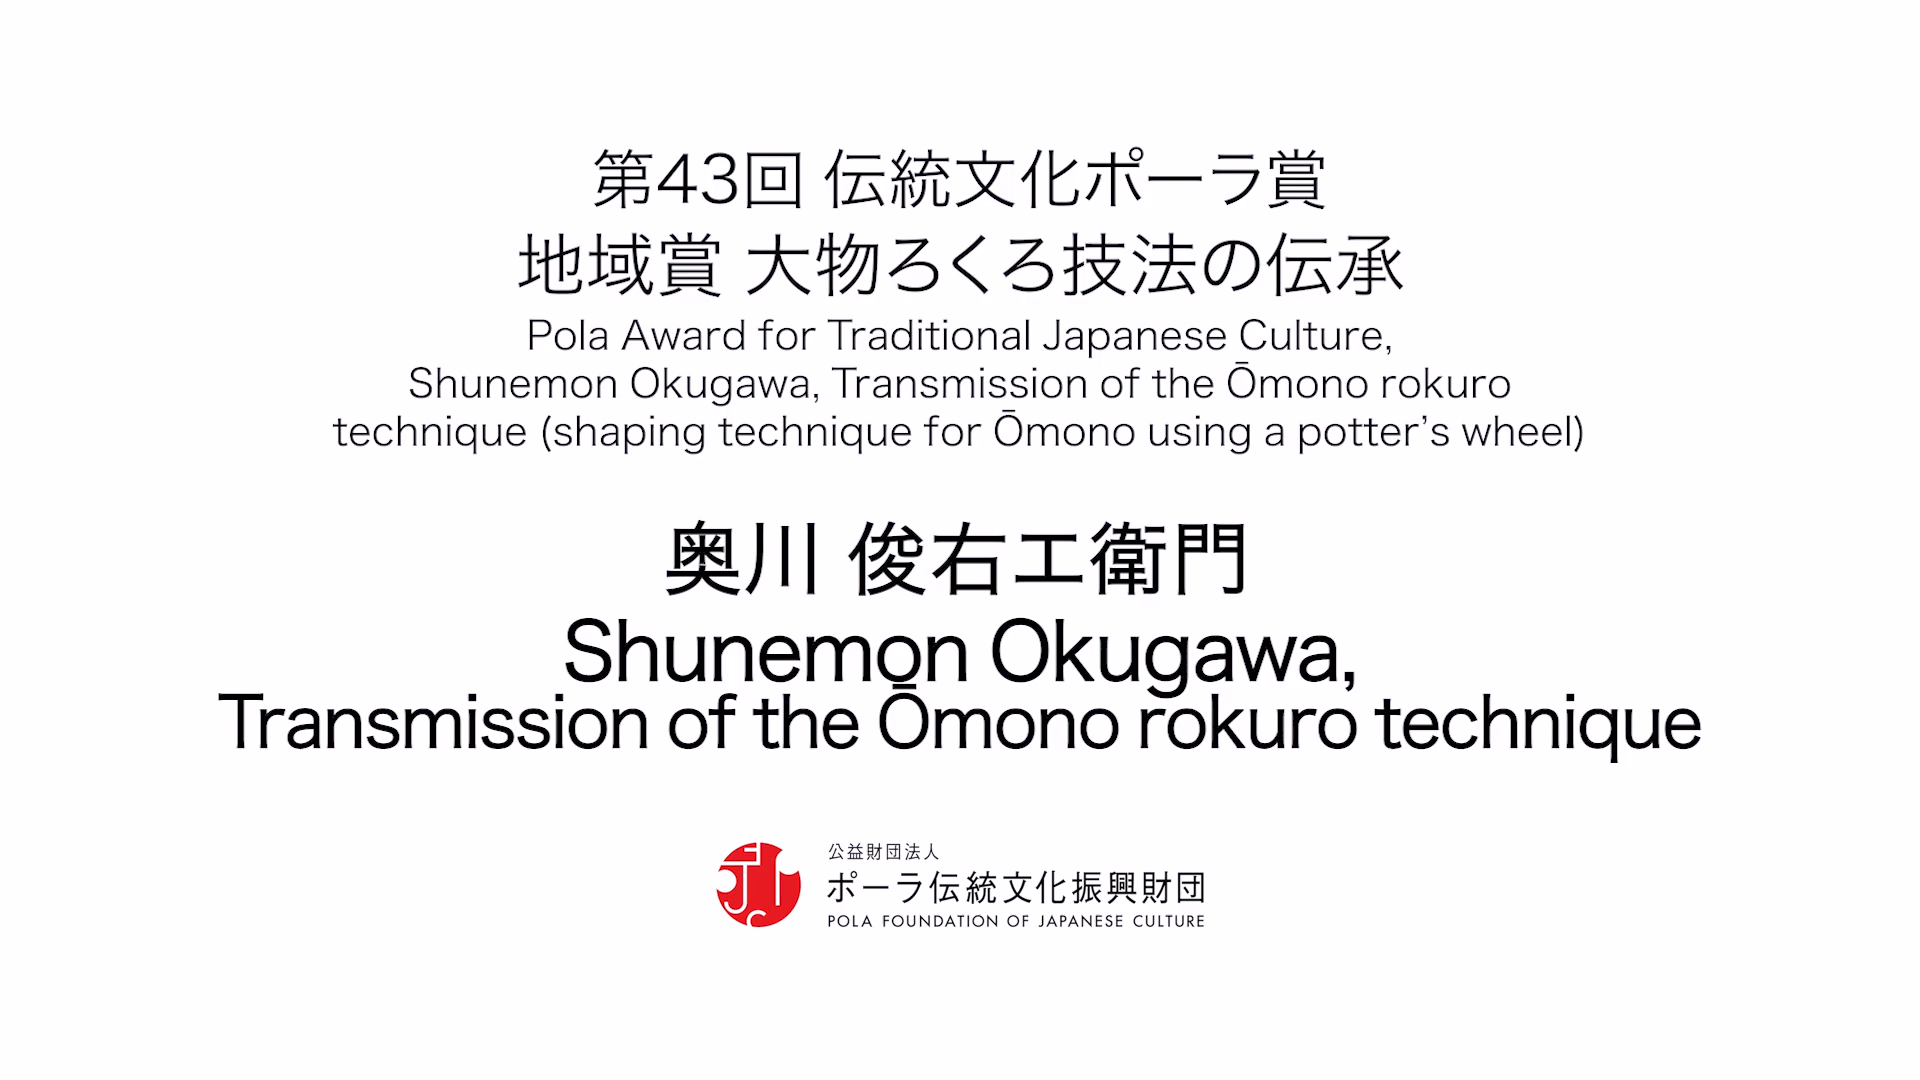 第43回 伝統文化ポーラ賞
地域賞 大物ろくろ技法の伝承
Pola Award for Traditional Japanese Culture,
Shunemon Okugawa, Transmission of the Ōmono rokuro
technique (shaping technique for Ōmono using a potter’s wheel)
奥川 俊右エ衛門
Shunemon Okugawa,
Transmission of the Ōmono rokuro technique
公益財団法人
ポーラ伝統文化振興財団
POLA FOUNDATION OF JAPANESE CULTURE